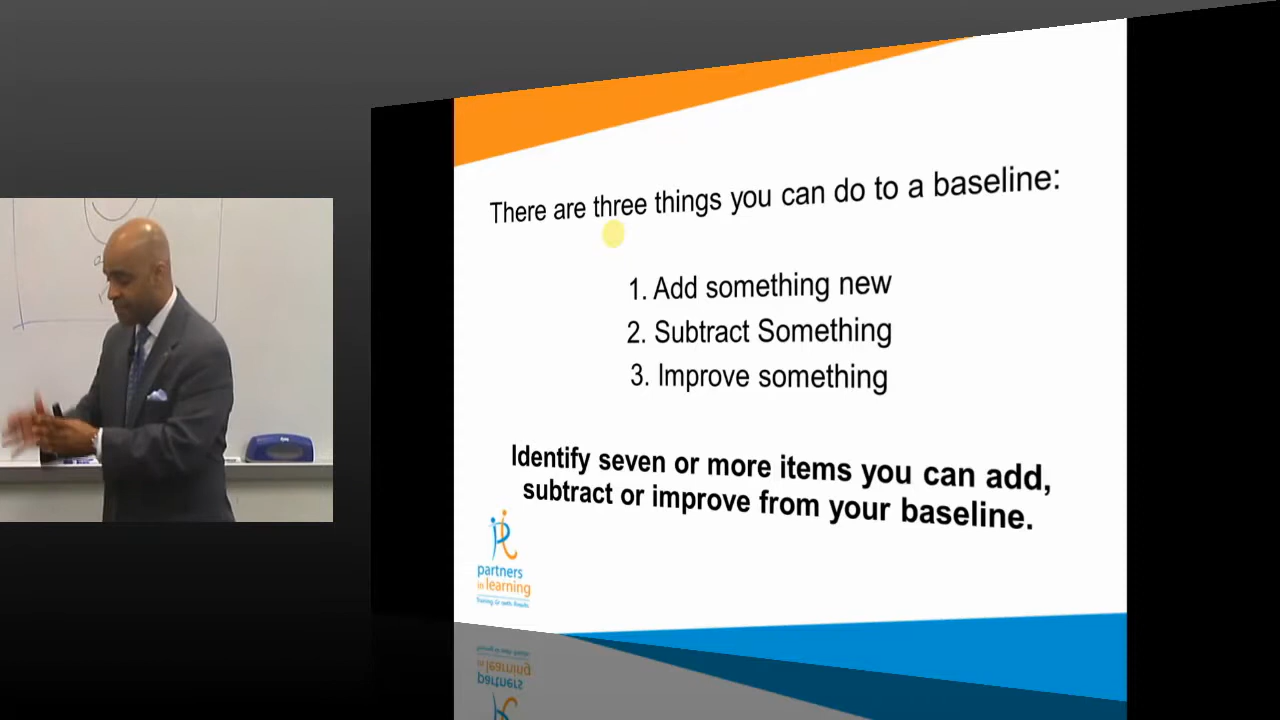 There are three things you can do to a baseline:
1. Add something new
2. Subtract Something
3. Improve something
Identify seven or more items you can add,
subtract or improve from your baseline.
partners
in learning